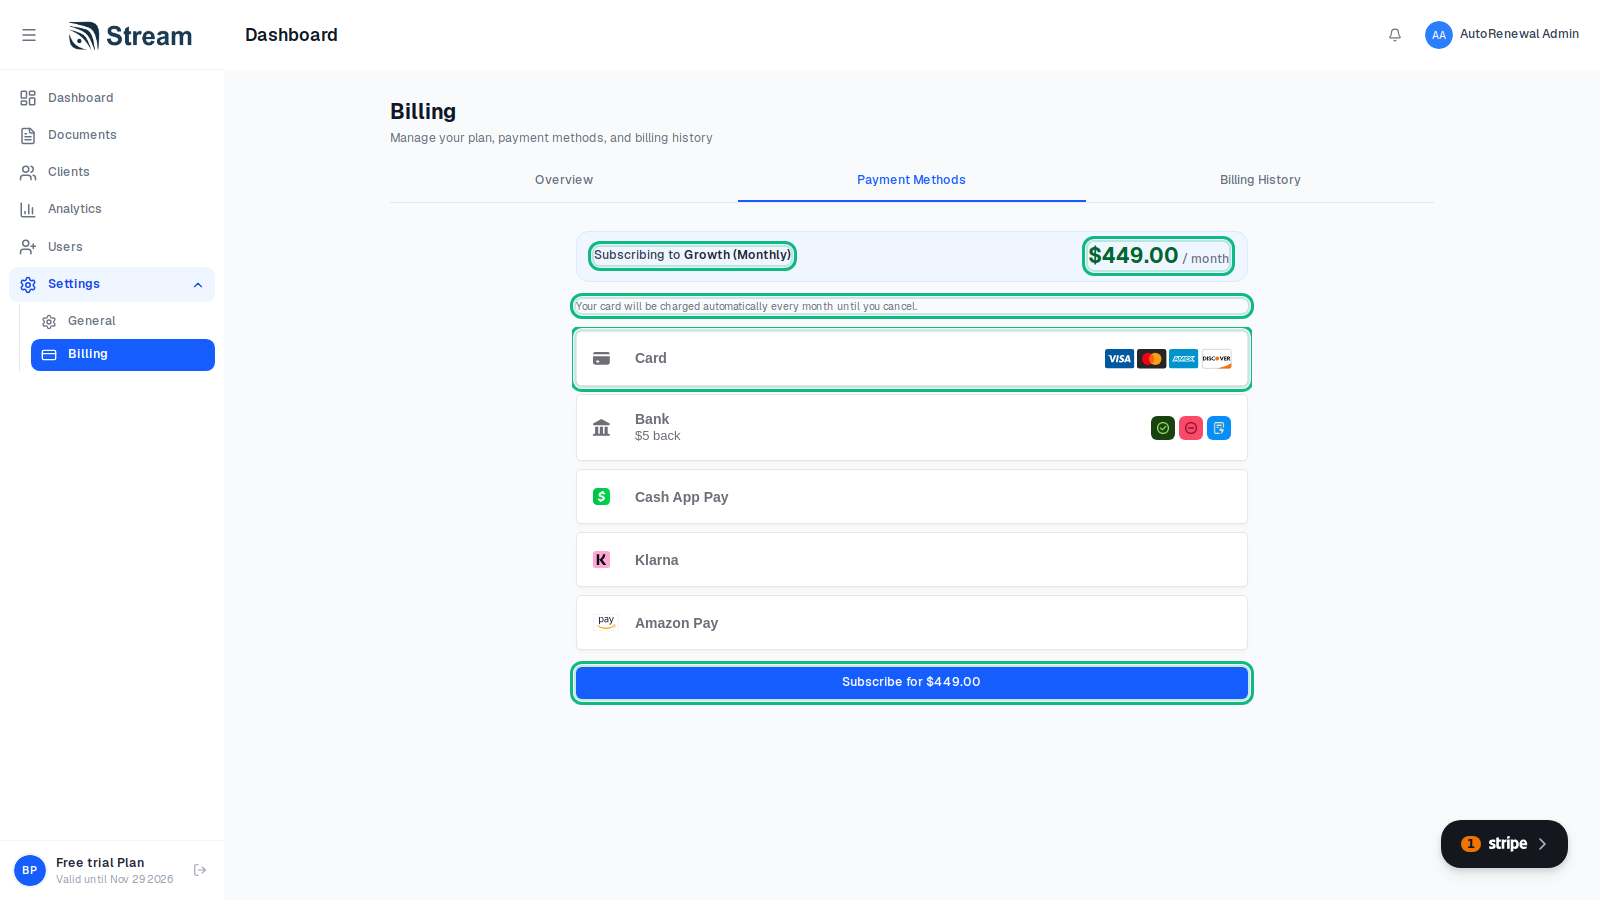 Stream
Dashboard
AA
AutoRenewal Admin
Dashboard
Documents
Clients
Analytics
Users
Settings
General
Billing
Billing
Manage your plan, payment methods, and billing history
Overview
Payment Methods
Billing History
Subscribing to Growth (Monthly)
$449.00 / month
Your card will be charged automatically every month until you cancel.
Card
VISA
AMEX
DISCOVER
Bank
$5 back
$
Cash App Pay
K
Klarna
pay
Amazon Pay
Subscribe for $449.00
1 stripe
BP
Free trial Plan
Valid until Nov 29 2026